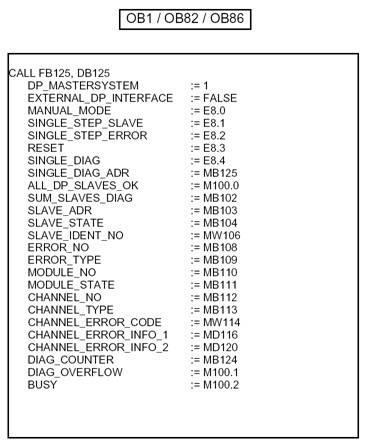 OB1 / OB82 / OB86
CALL FB125, DB125
DP_MASTERSYSTEM := 1
EXTERNAL_DP_INTERFACE := FALSE
MANUAL_MODE := E8.0
SINGLE_STEP_SLAVE := E8.1
SINGLE_STEP_ERROR := E8.2
RESET := E8.3
SINGLE_DIAG := E8.4
SINGLE_DIAG_ADR := MB125
ALL_DP_SLAVES_OK := M100.0
SUM_SLAVES_DIAG := MB102
SLAVE_ADR := MB103
SLAVE_STATE := MB104
SLAVE_IDENT_NO := MW106
ERROR_NO := MB108
ERROR_TYPE := MB109
MODULE_NO := MB110
MODULE_STATE := MB111
CHANNEL_NO := MB112
CHANNEL_TYPE := MB113
CHANNEL_ERROR_CODE := MW114
CHANNEL_ERROR_INFO_1 := MD116
CHANNEL_ERROR_INFO_2 := MD120
DIAG_COUNTER := MB124
DIAG_OVERFLOW := M100.1
BUSY := M100.2